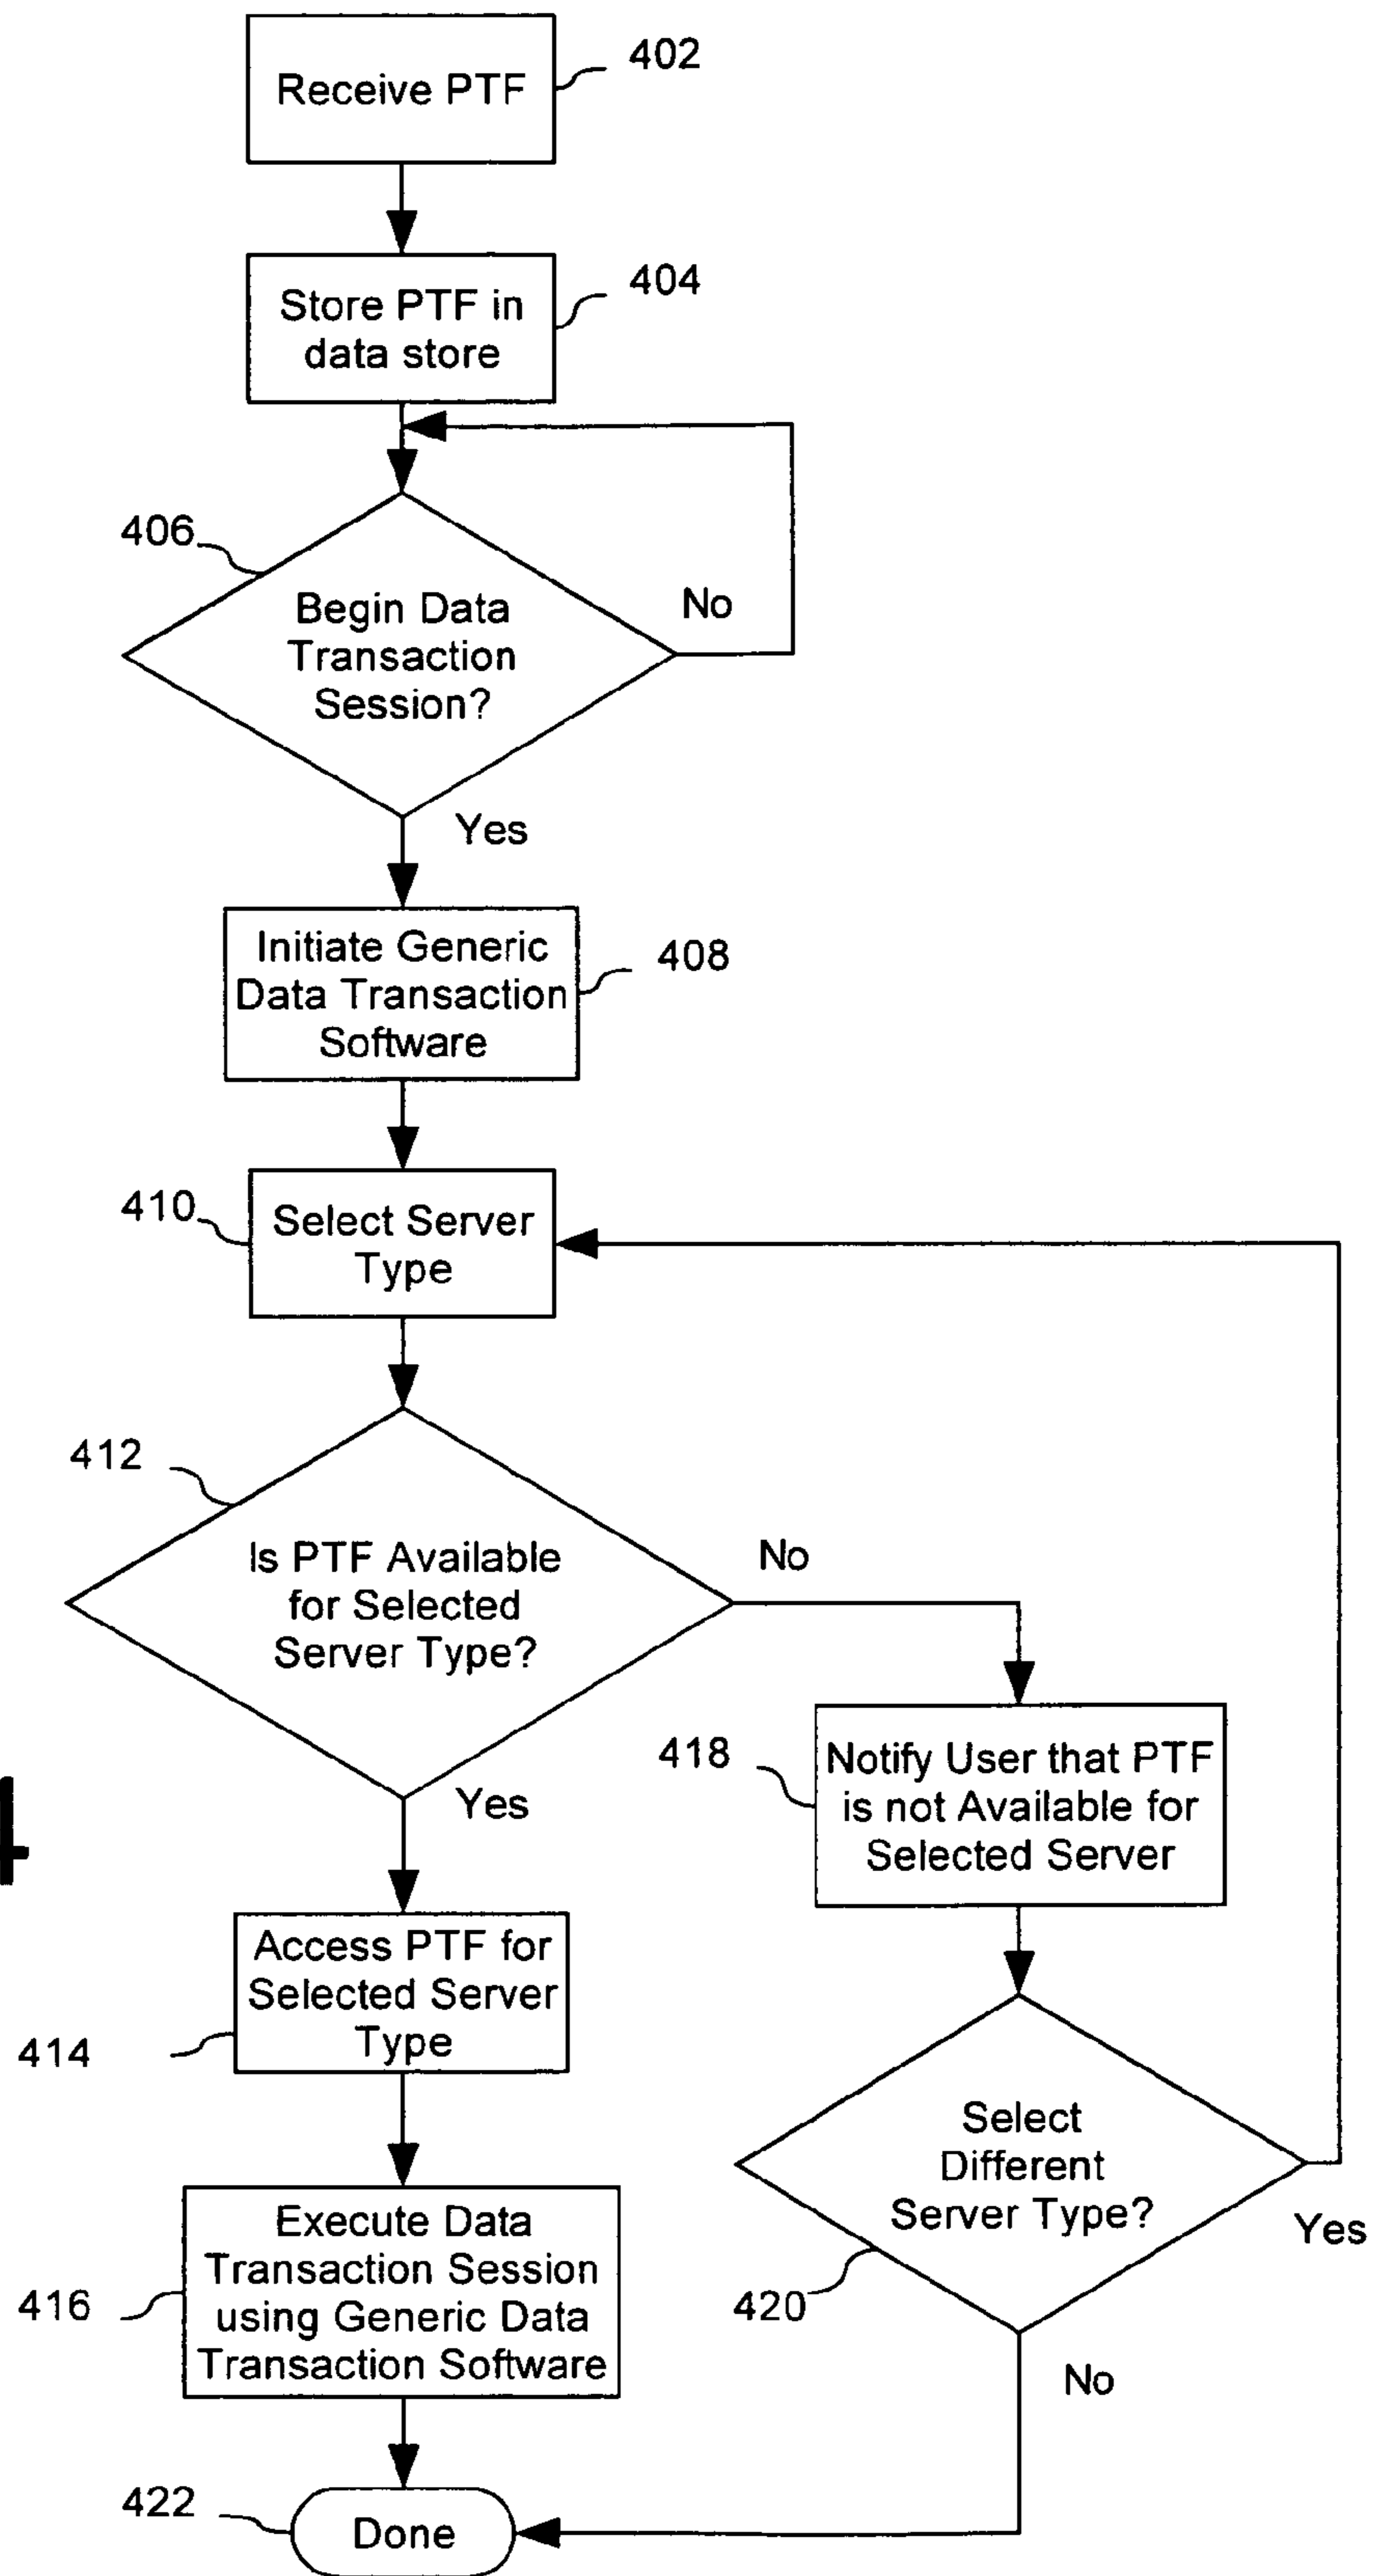 Receive PTF
402
Store PTF in
data store
404
406
Begin Data
Transaction
Session?
No
Yes
Initiate Generic
Data Transaction
Software
408
410
Select Server
Type
412
Is PTF Available
for Selected
Server Type?
No
Yes
418
Notify User that PTF
is not Available for
Selected Server
Access PTF for
Selected Server
Type
414
Select
Different
Server Type?
Yes
420
No
Execute Data
Transaction Session
using Generic Data
Transaction Software
416
422
Done